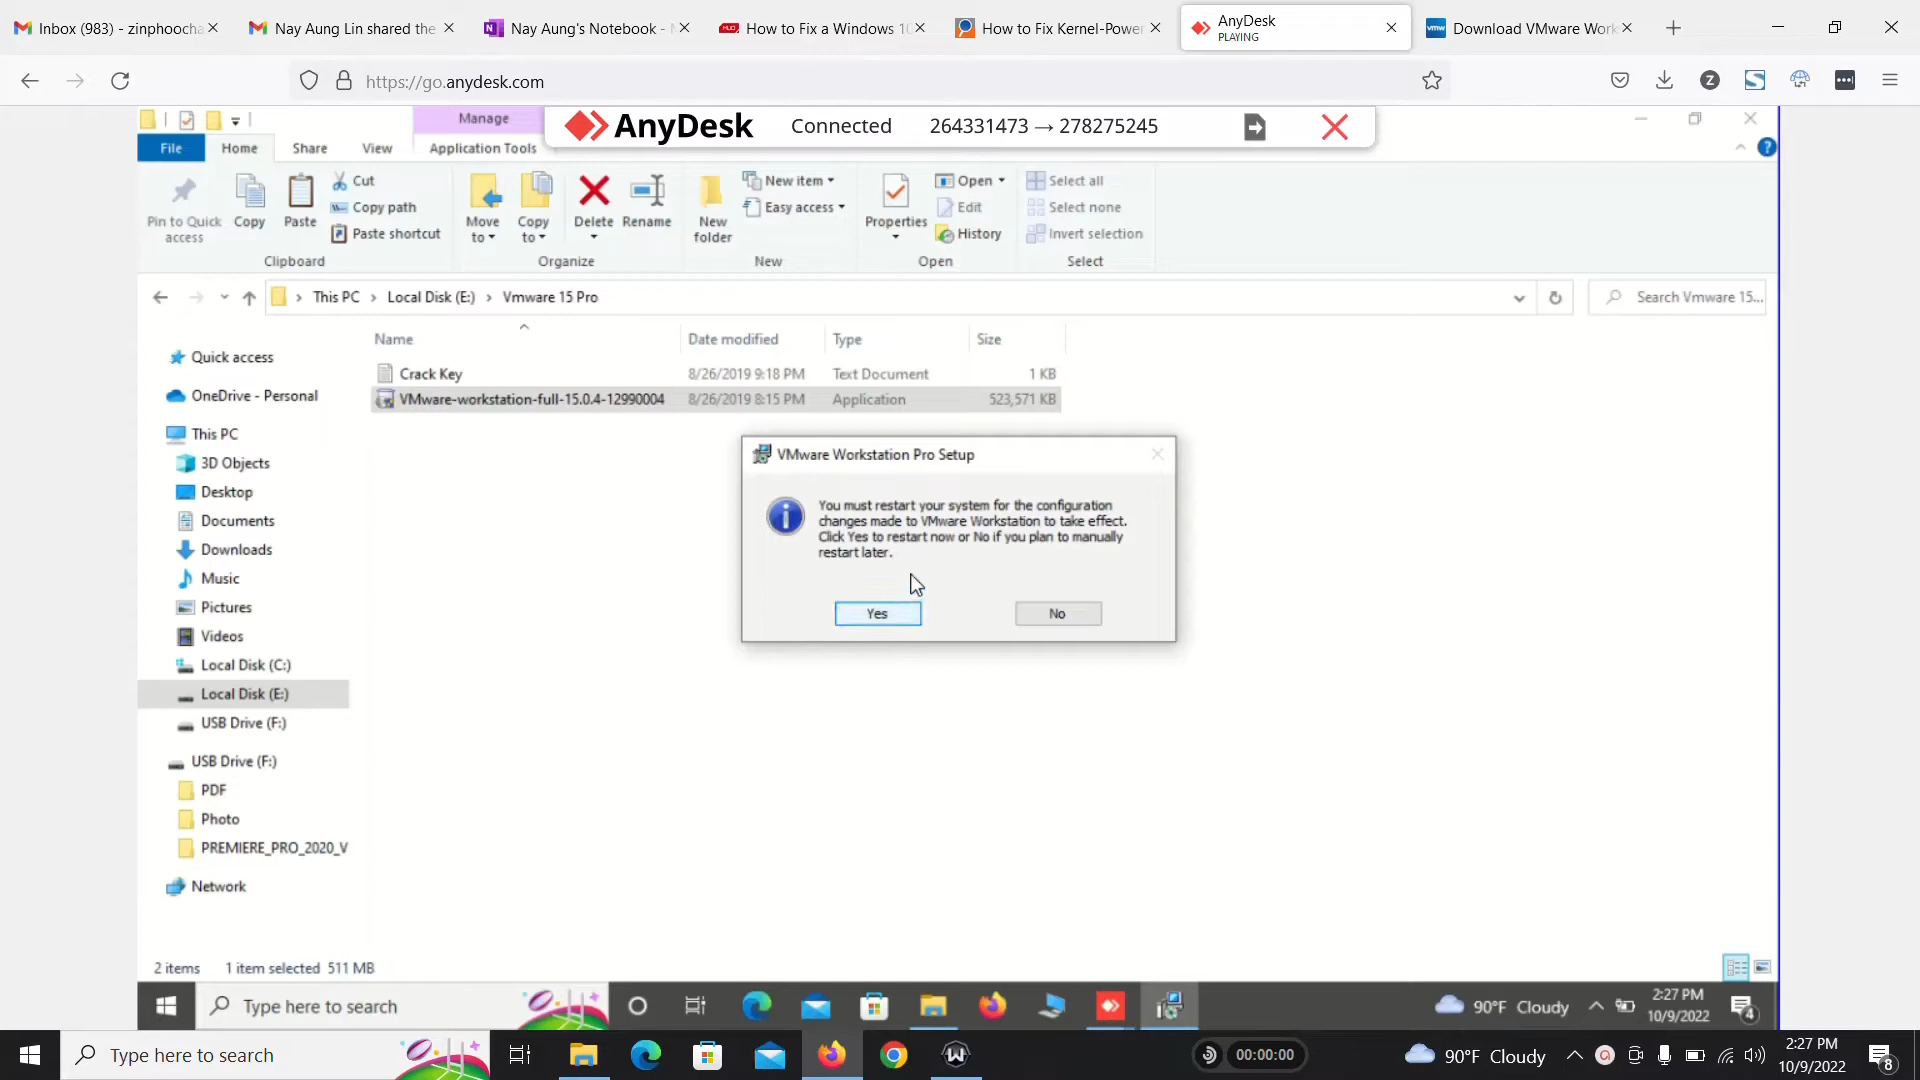 Inbox (983) - zinphoocha
Nay Aung Lin shared the
Nay Aung's Notebook -
How to Fix a Windows 10
How to Fix Kernel-Power
AnyDesk
PLAYING
Download VMware Work
https://go.anydesk.com
Manage
AnyDesk
Connected
264331473 → 278275245
File
Home
Share
View
Application Tools
Pin to Quick
access
Copy
Paste
Cut
Copy path
Paste shortcut
Clipboard
Move
to
Copy
to
Delete
Rename
Organize
New
folder
New item
Easy access
New
Properties
Open
Edit
History
Open
Select all
Select none
Invert selection
Select
This PC > Local Disk (E:) > Vmware 15 Pro
Search Vmware 15...
Name
Date modified
Type
Size
Crack Key
8/26/2019 9:18 PM
Text Document
1 KB
VMware-workstation-full-15.0.4-12990004
8/26/2019 8:15 PM
Application
523,571 KB
Quick access
OneDrive - Personal
This PC
3D Objects
Desktop
Documents
Downloads
Music
Pictures
Videos
Local Disk (C:)
Local Disk (E:)
USB Drive (F:)
USB Drive (F:)
PDF
Photo
PREMIERE_PRO_2020_V
Network
VMware Workstation Pro Setup
You must restart your system for the configuration
changes made to VMware Workstation to take effect.
Click Yes to restart now or No if you plan to manually
restart later.
Yes
No
2 items
1 item selected 511 MB
Type here to search
90°F Cloudy
2:27 PM
10/9/2022
4
Type here to search
00:00:00
90°F Cloudy
2:27 PM
10/9/2022
8